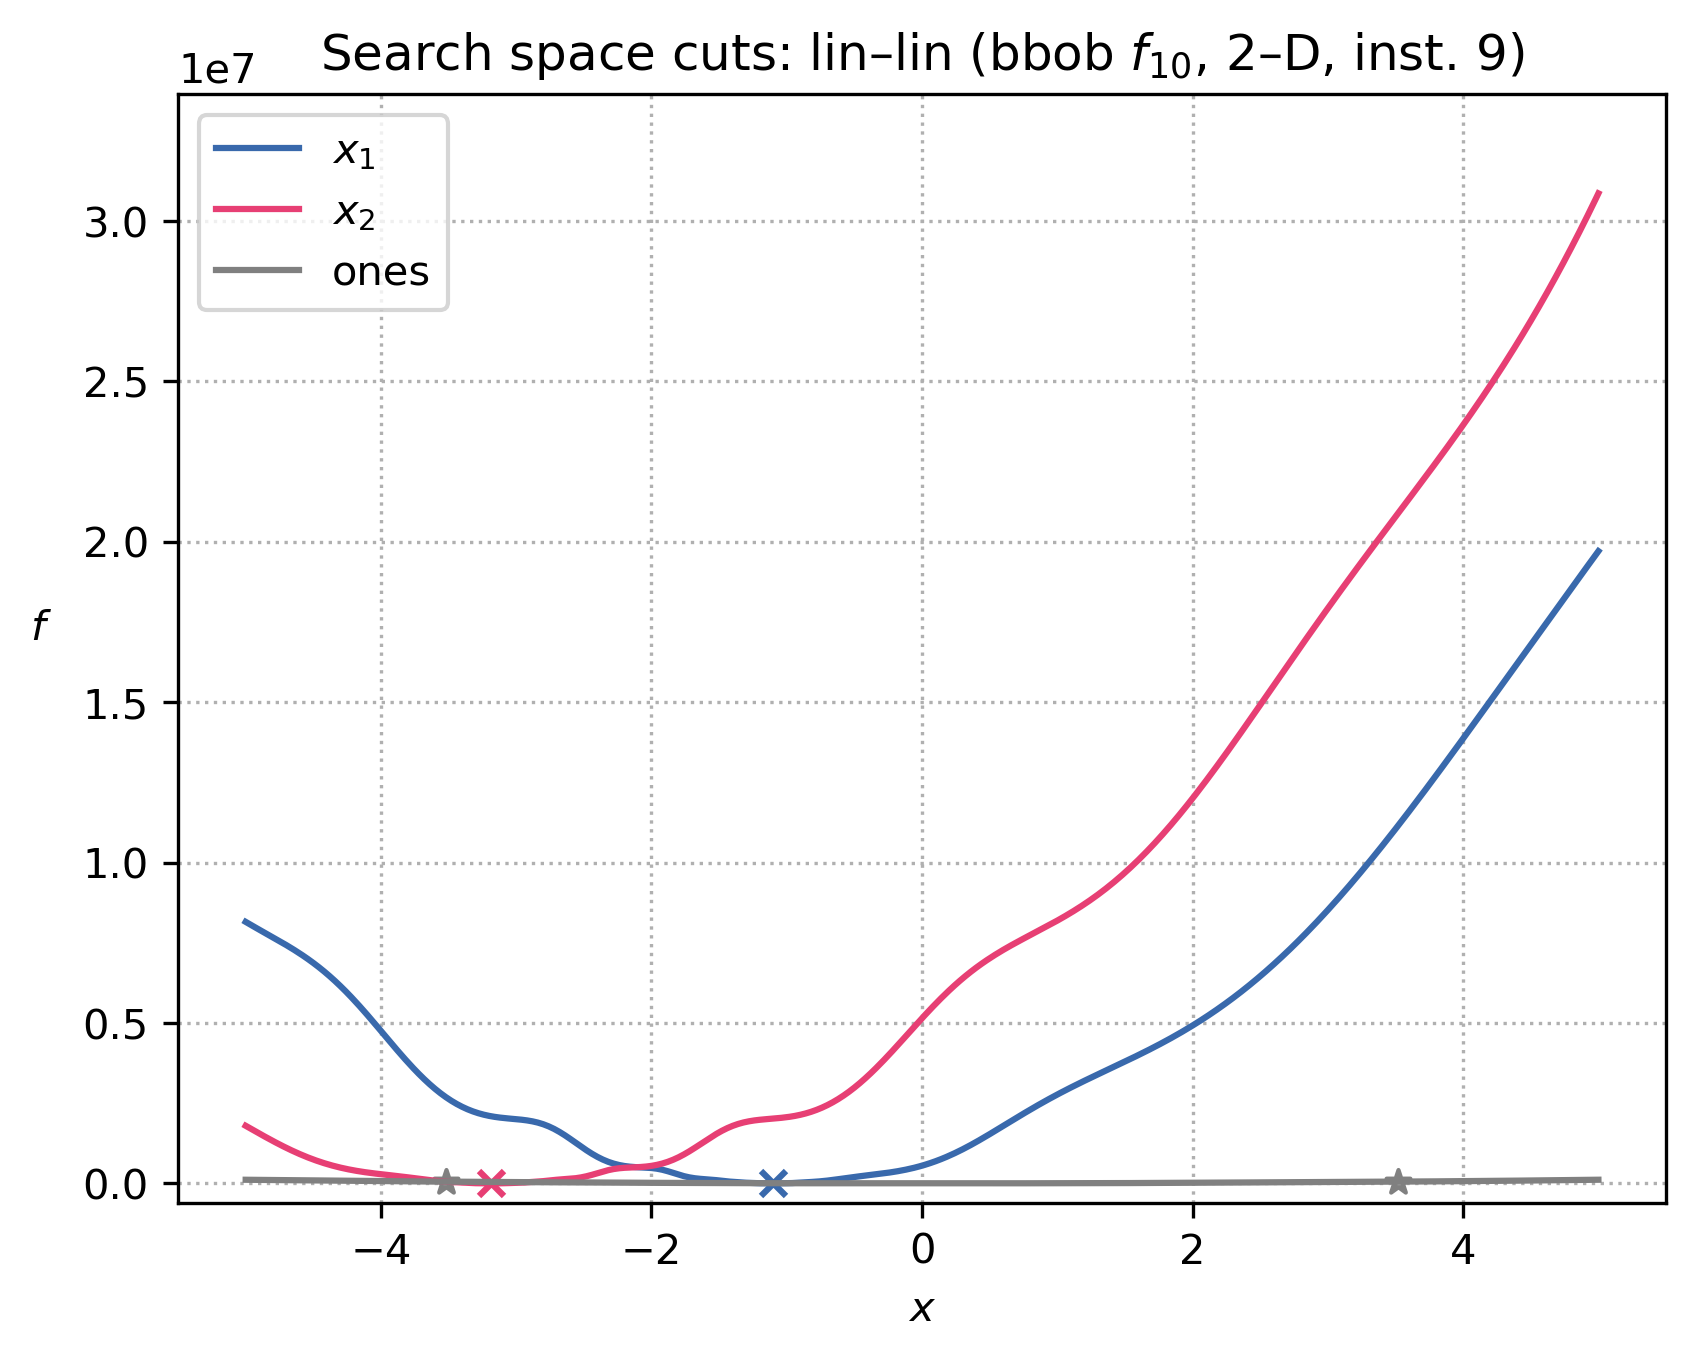 Search space cuts: lin–lin (bbob f10, 2–D, inst. 9)
1e7
x1
x2
ones
3.0
2.5
2.0
1.5
1.0
0.5
0.0
f
−4 −2 0 2 4
x